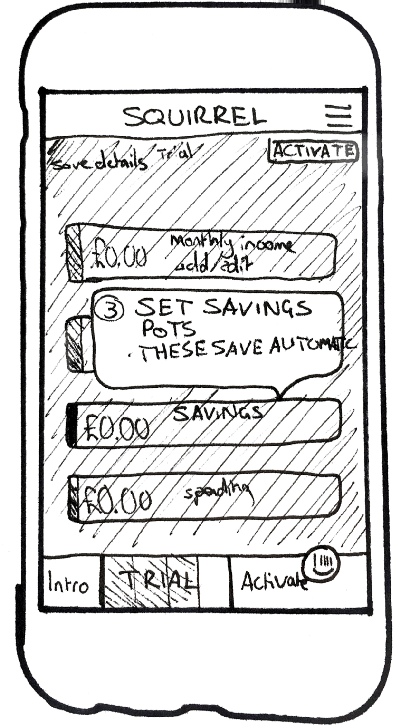 SQUIRREL
save details Trial ACTIVATE
£0.00 Monthly income
add/edit
③ SET SAVINGS
POTS
. THESE SAVE AUTOMATIC
SAVINGS
£0.00
£0.00 spending
Intro TRIAL Activate